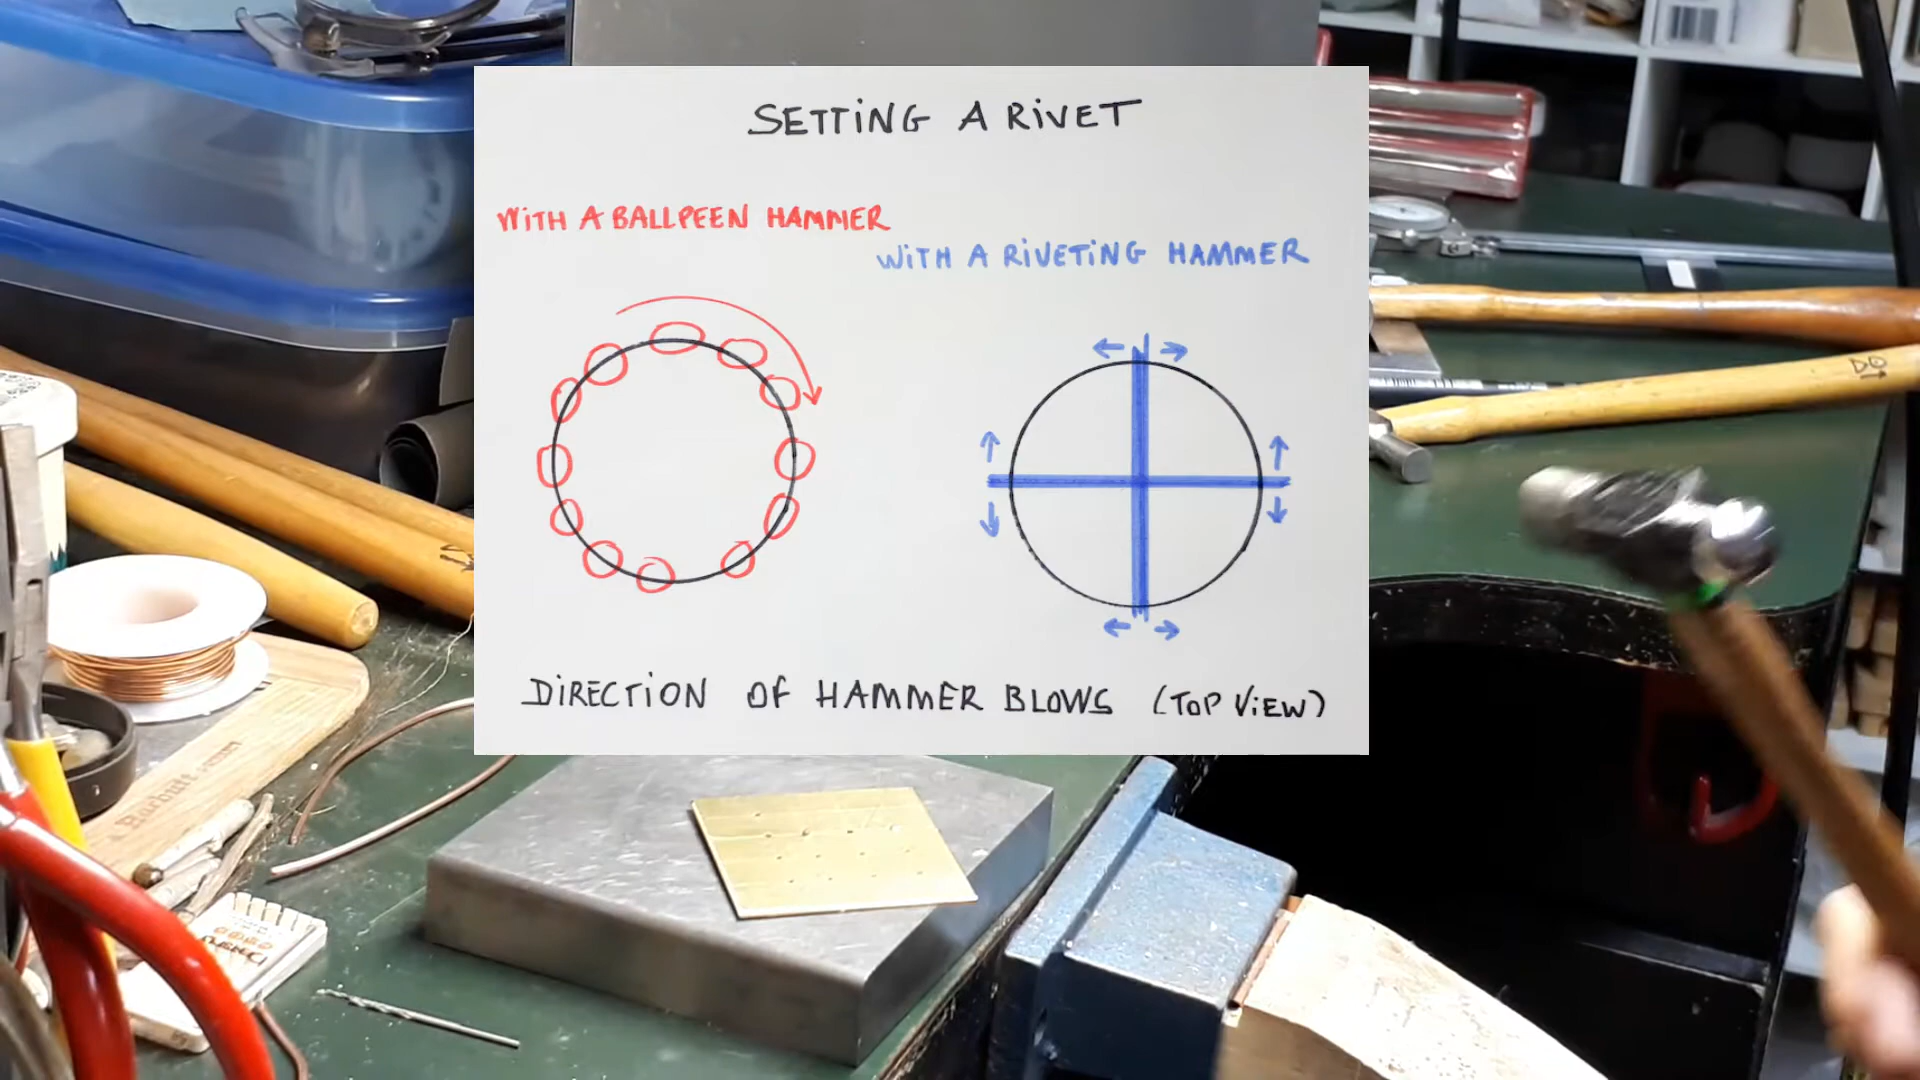 SETTiNG A RiVET
WiTH A BALLPEEN HAMMER
WiTH A RiVETiNG HAMMER
DiRECTiON OF HAMMER BLOWS (TOP ViEW)